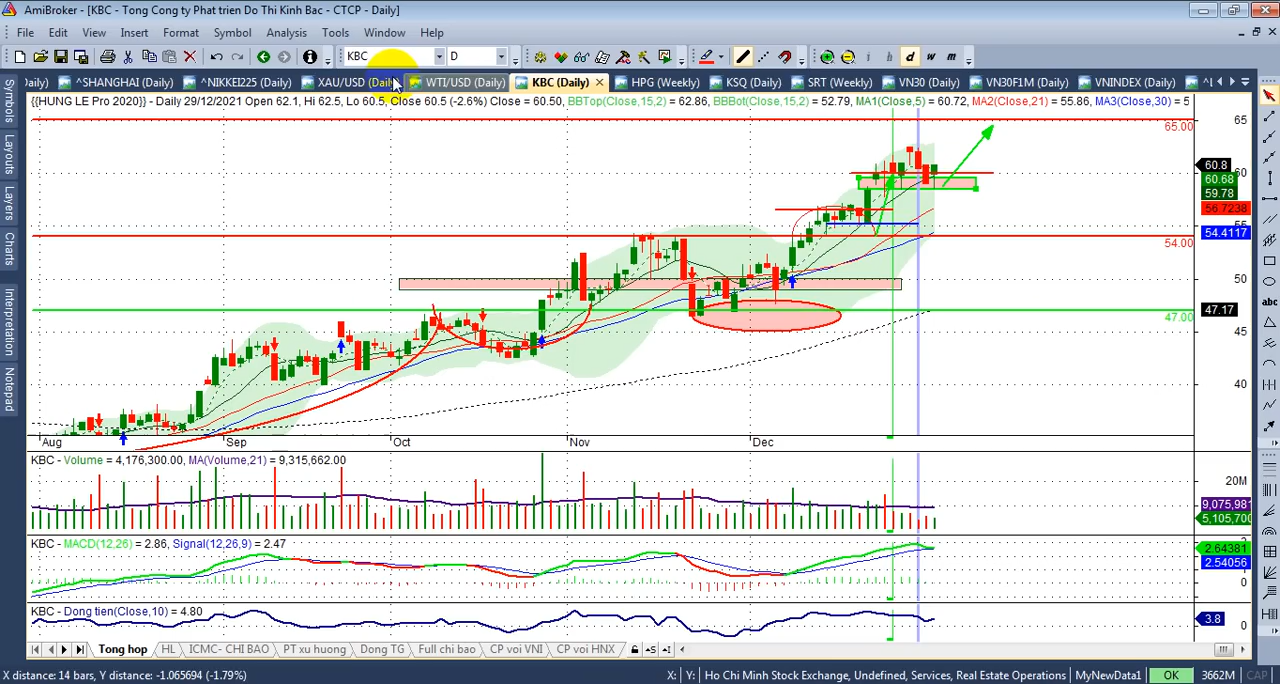 AmiBroker - [KBC - Tong Cong ty Phat trien Do Thi Kinh Bac - CTCP - Daily]
File Edit View Insert Format Symbol Analysis Tools Window Help
KBC D i h d w m
aily) ^SHANGHAI (Daily) ^NIKKEI225 (Daily) XAU/USD (Daily) WTI/USD (Daily) KBC (Daily) HPG (Weekly) KSQ (Daily) SRT (Weekly) VN30 (Daily) VN30F1M (Daily) VNINDEX (Daily)
{{HUNG LE Pro 2020}} - Daily 29/12/2021 Open 62.1, Hi 62.5, Lo 60.5, Close 60.5 (-2.6%) Close = 60.50, BBTop(Close,15,2) = 62.86, BBBot(Close,15,2) = 52.79, MA1(Close,5) = 60.72, MA2(Close,21) = 55.86, MA3(Close,30) = 5
Symbols
Layouts
Layers
Charts
Interpretation
Notepad
65.00
65
60.8
60
60.68
59.78
56.7238
55
54.4117
54.00
50
47.17
47.00
45
40
Aug Sep Oct Nov Dec
KBC - Volume = 4,176,300.00, MA(Volume,21) = 9,315,662.00
20M
9,075,981
5,105,700
KBC - MACD(12,26) = 2.86, Signal(12,26,9) = 2.47
2.64381
2.54056
0
KBC - Dong tien(Close,10) = 4.80
3.8
0
Tong hop HL ICMC- CHI BAO PT xu huong Dong TG Full chi bao CP voi VNI CP voi HNX
X distance: 14 bars, Y distance: -1.065694 (-1.79%) X: Y: Ho Chi Minh Stock Exchange, Undefined, Services, Real Estate Operations MyNewData1 OK 3662M CAP
abc